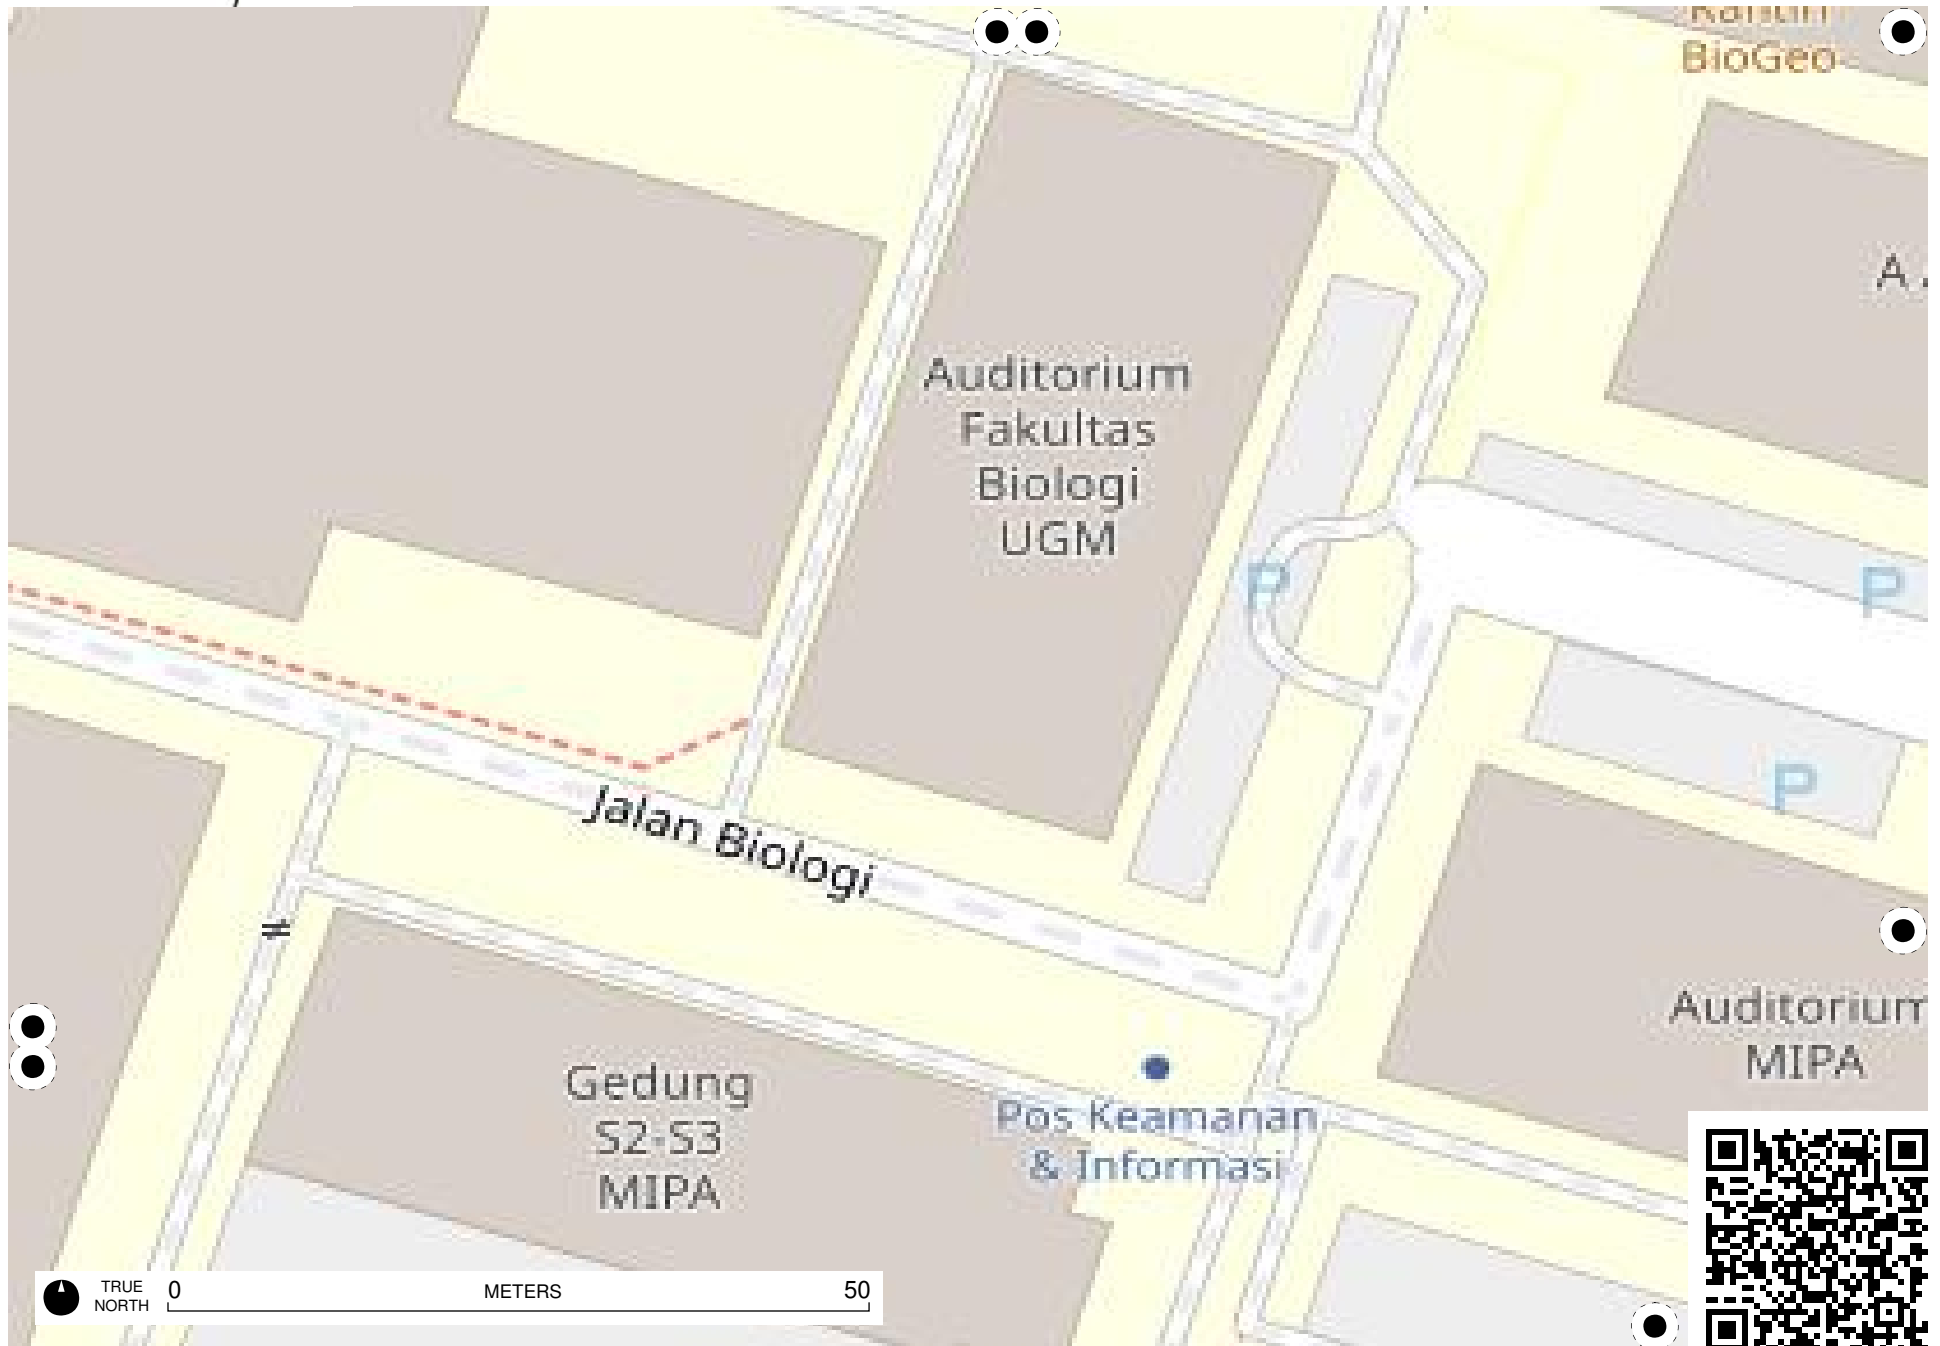 BioGeo
A
Auditorium
Fakultas
Biologi
UGM
P
P
P
Jalan Biologi
Auditorium
MIPA
Gedung
S2-S3
MIPA
Pos Keamanan
& Informasi
TRUE
NORTH
0
METERS
50